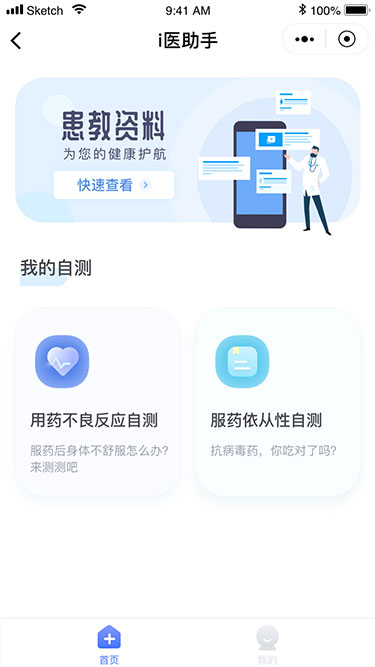 Sketch
9:41 AM
100%
i医助手
患教资料
为您的健康护航
快速查看
我的自测
用药不良反应自测
服药后身体不舒服怎么办?
来测测吧
服药依从性自测
抗病毒药，你吃对了吗?
首页
我的